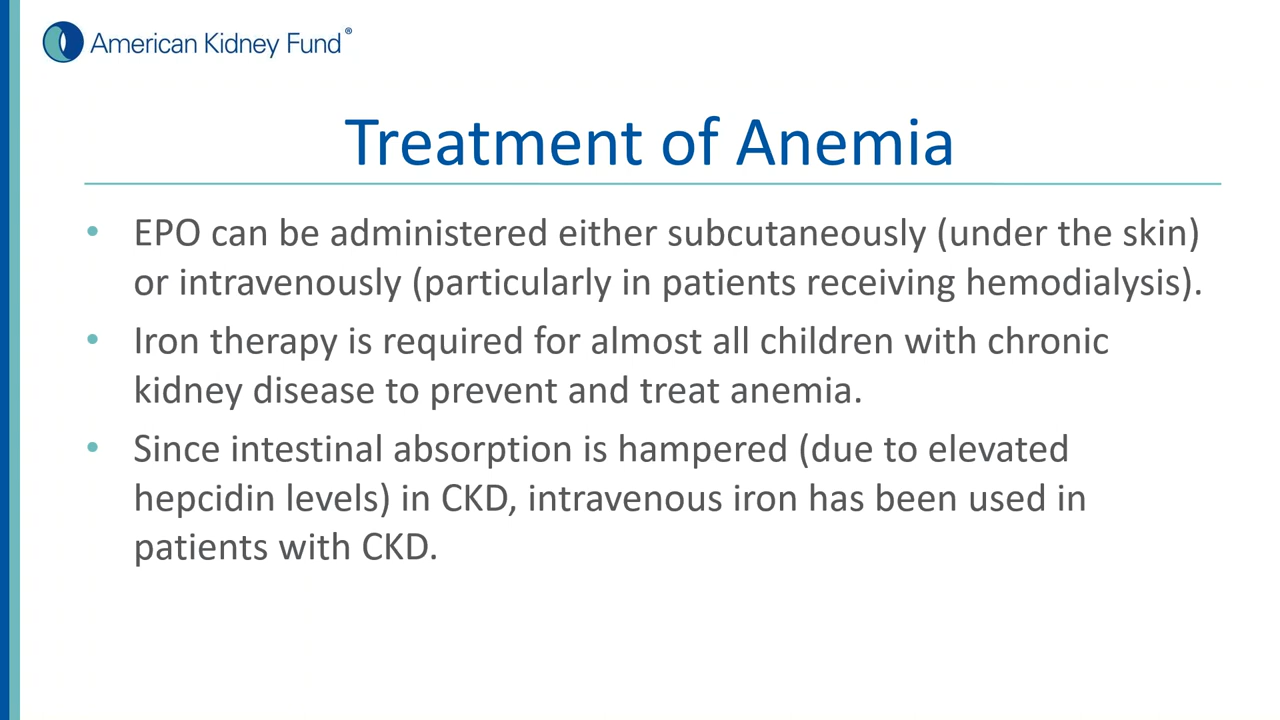 American Kidney Fund®
Treatment of Anemia
• EPO can be administered either subcutaneously (under the skin)
or intravenously (particularly in patients receiving hemodialysis).
• Iron therapy is required for almost all children with chronic
kidney disease to prevent and treat anemia.
• Since intestinal absorption is hampered (due to elevated
hepcidin levels) in CKD, intravenous iron has been used in
patients with CKD.